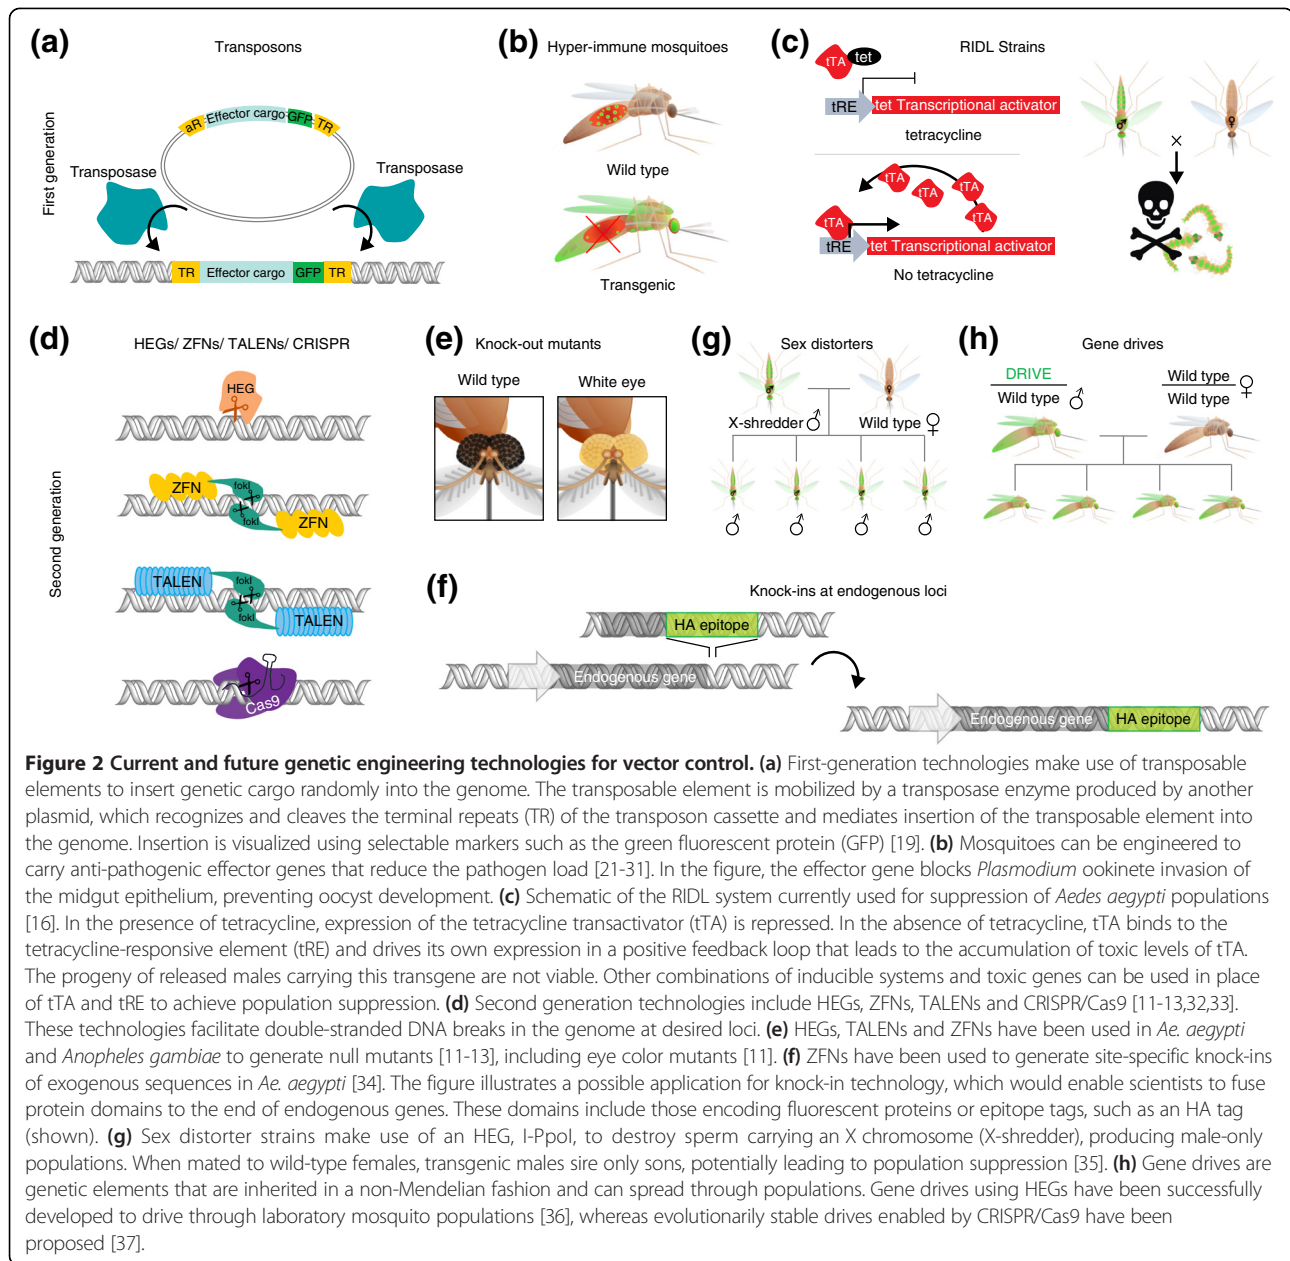 (a)
Transposons
First generation
aR Effector cargo GFP TR
Transposase
Transposase
TR Effector cargo GFP TR
(b)
Hyper-immune mosquitoes
Wild type
Transgenic
(c)
RIDL Strains
tTA tet
tRE tet Transcriptional activator
tetracycline
tTA tTA tTA tTA
tTA
tRE tet Transcriptional activator
No tetracycline
♂ ♀
×
(d)
HEGs/ ZFNs/ TALENs/ CRISPR
Second generation
HEG
ZFN fokI
fokI ZFN
TALEN fokI
fokI TALEN
Cas9
(e)
Knock-out mutants
Wild type White eye
(g)
Sex distorters
X-shredder ♂ Wild type ♀
♂ ♂ ♂ ♂
(h)
Gene drives
DRIVE
Wild type ♂
Wild type
Wild type ♀
(f)
Knock-ins at endogenous loci
HA epitope
Endogenous gene
Endogenous gene HA epitope
Figure 2 Current and future genetic engineering technologies for vector control. (a) First-generation technologies make use of transposable
elements to insert genetic cargo randomly into the genome. The transposable element is mobilized by a transposase enzyme produced by another
plasmid, which recognizes and cleaves the terminal repeats (TR) of the transposon cassette and mediates insertion of the transposable element into
the genome. Insertion is visualized using selectable markers such as the green fluorescent protein (GFP) [19]. (b) Mosquitoes can be engineered to
carry anti-pathogenic effector genes that reduce the pathogen load [21-31]. In the figure, the effector gene blocks Plasmodium ookinete invasion of
the midgut epithelium, preventing oocyst development. (c) Schematic of the RIDL system currently used for suppression of Aedes aegypti populations
[16]. In the presence of tetracycline, expression of the tetracycline transactivator (tTA) is repressed. In the absence of tetracycline, tTA binds to the
tetracycline-responsive element (tRE) and drives its own expression in a positive feedback loop that leads to the accumulation of toxic levels of tTA.
The progeny of released males carrying this transgene are not viable. Other combinations of inducible systems and toxic genes can be used in place
of tTA and tRE to achieve population suppression. (d) Second generation technologies include HEGs, ZFNs, TALENs and CRISPR/Cas9 [11-13,32,33].
These technologies facilitate double-stranded DNA breaks in the genome at desired loci. (e) HEGs, TALENs and ZFNs have been used in Ae. aegypti
and Anopheles gambiae to generate null mutants [11-13], including eye color mutants [11]. (f) ZFNs have been used to generate site-specific knock-ins
of exogenous sequences in Ae. aegypti [34]. The figure illustrates a possible application for knock-in technology, which would enable scientists to fuse
protein domains to the end of endogenous genes. These domains include those encoding fluorescent proteins or epitope tags, such as an HA tag
(shown). (g) Sex distorter strains make use of an HEG, I-PpoI, to destroy sperm carrying an X chromosome (X-shredder), producing male-only
populations. When mated to wild-type females, transgenic males sire only sons, potentially leading to population suppression [35]. (h) Gene drives are
genetic elements that are inherited in a non-Mendelian fashion and can spread through populations. Gene drives using HEGs have been successfully
developed to drive through laboratory mosquito populations [36], whereas evolutionarily stable drives enabled by CRISPR/Cas9 have been
proposed [37].